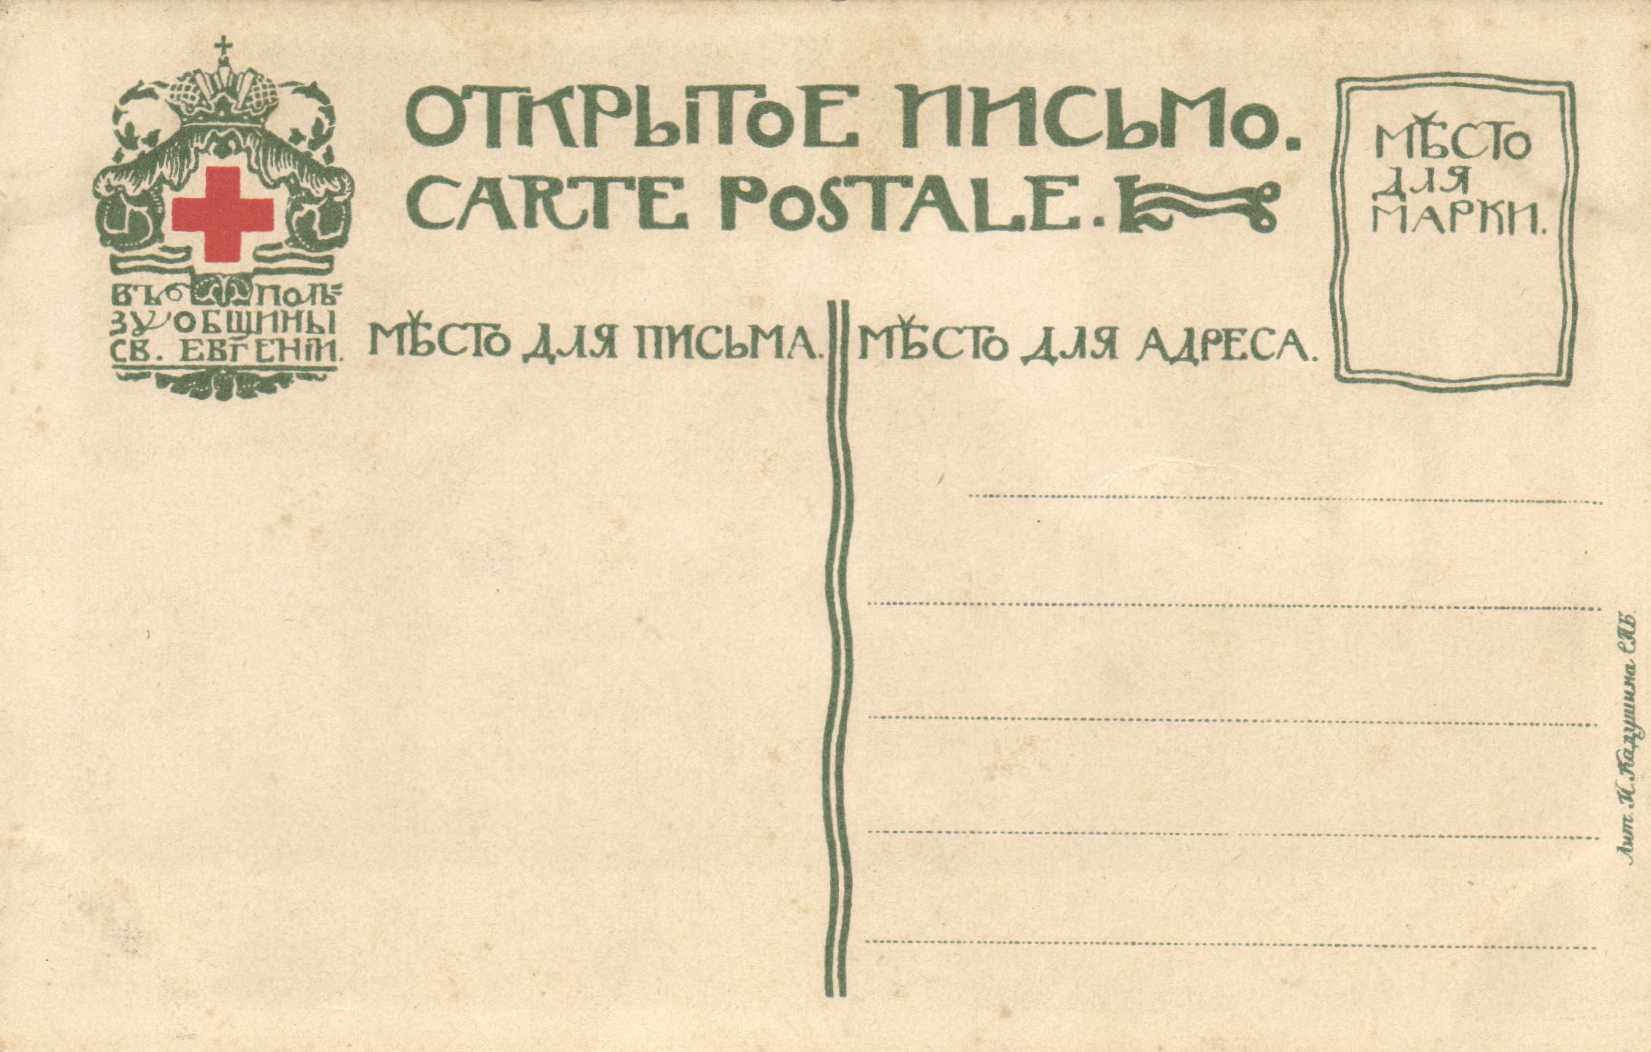 ОТКРЫТОЕ ПИСЬМО.
CARTE POSTALE.
МѢСТО
ДЛЯ
МАРКИ.
ВЪ ПОЛЬ=
ЗУ ОБЩИНЫ
СВ. ЕВГЕНІИ.
МѢСТО ДЛЯ ПИСЬМА.
МѢСТО ДЛЯ АДРЕСА.
Лит. Н. Кадушина СПБ.